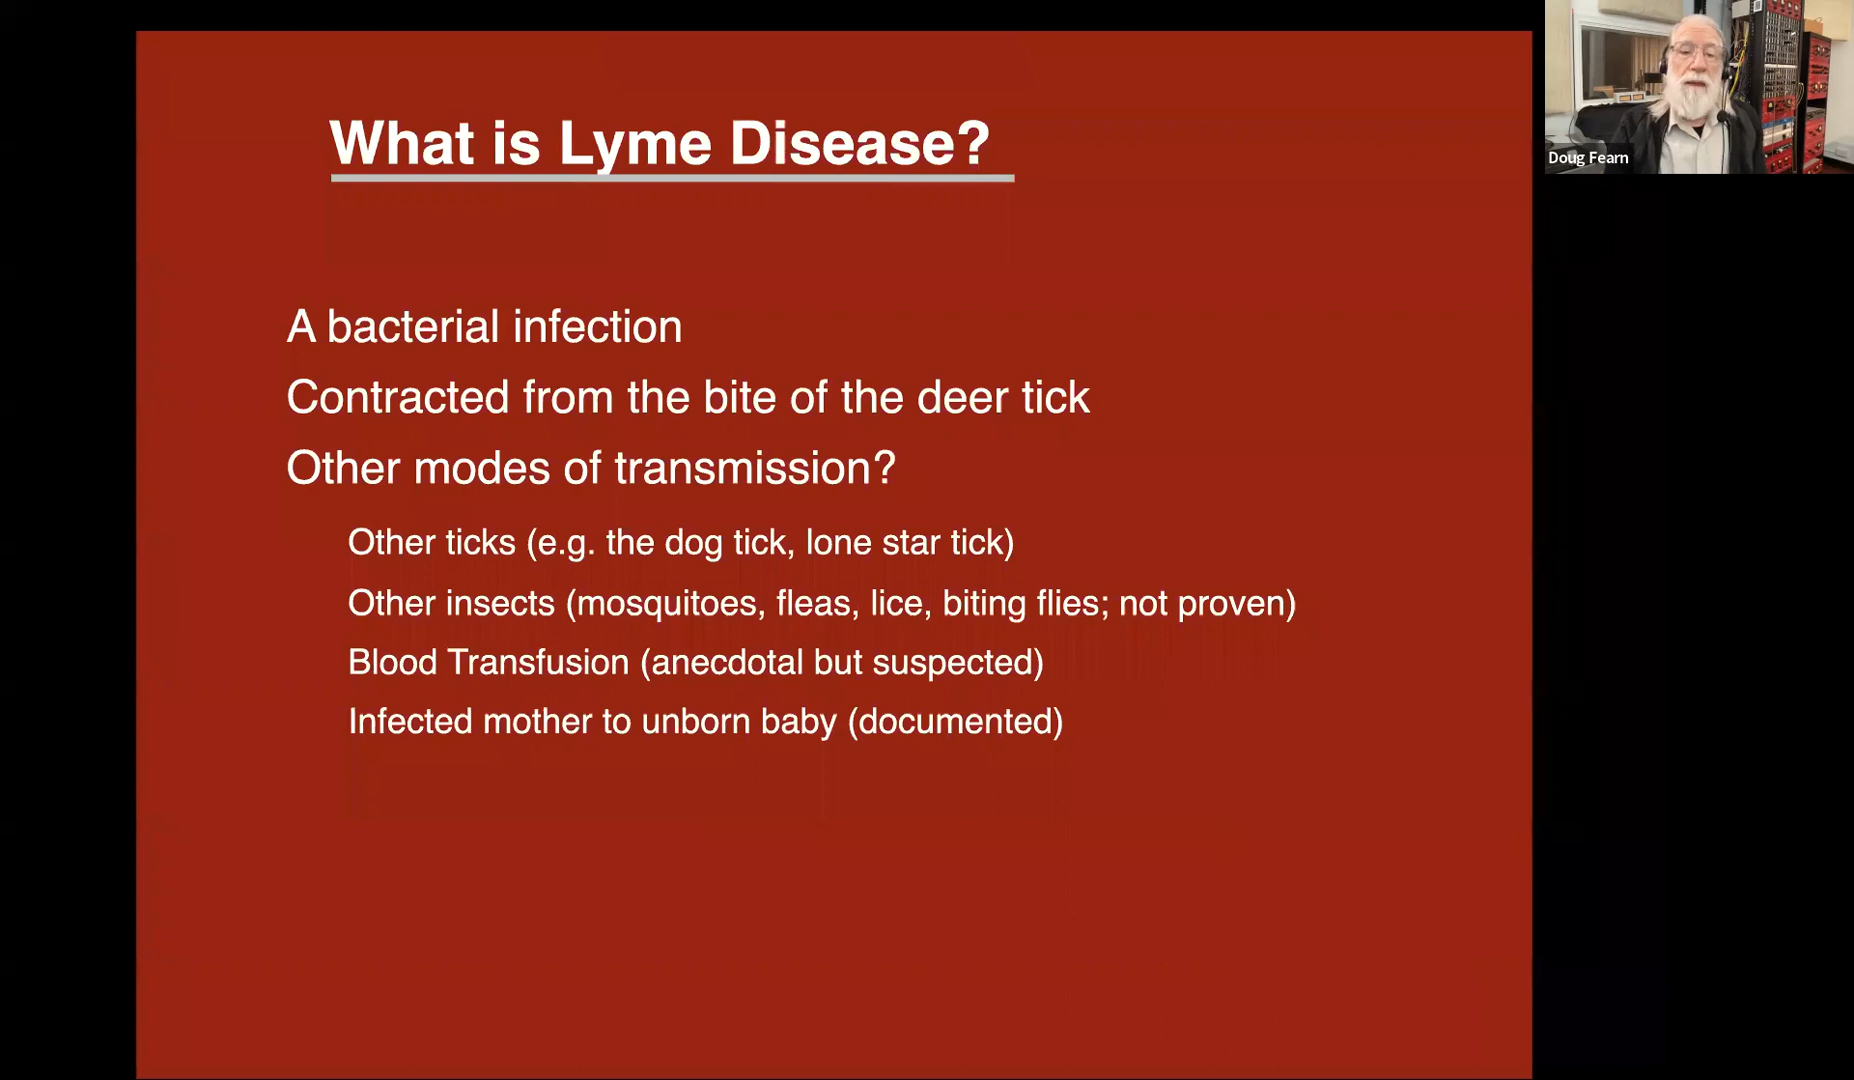 What is Lyme Disease?
A bacterial infection
Contracted from the bite of the deer tick
Other modes of transmission?
Other ticks (e.g. the dog tick, lone star tick)
Other insects (mosquitoes, fleas, lice, biting flies; not proven)
Blood Transfusion (anecdotal but suspected)
Infected mother to unborn baby (documented)
Doug Fearn